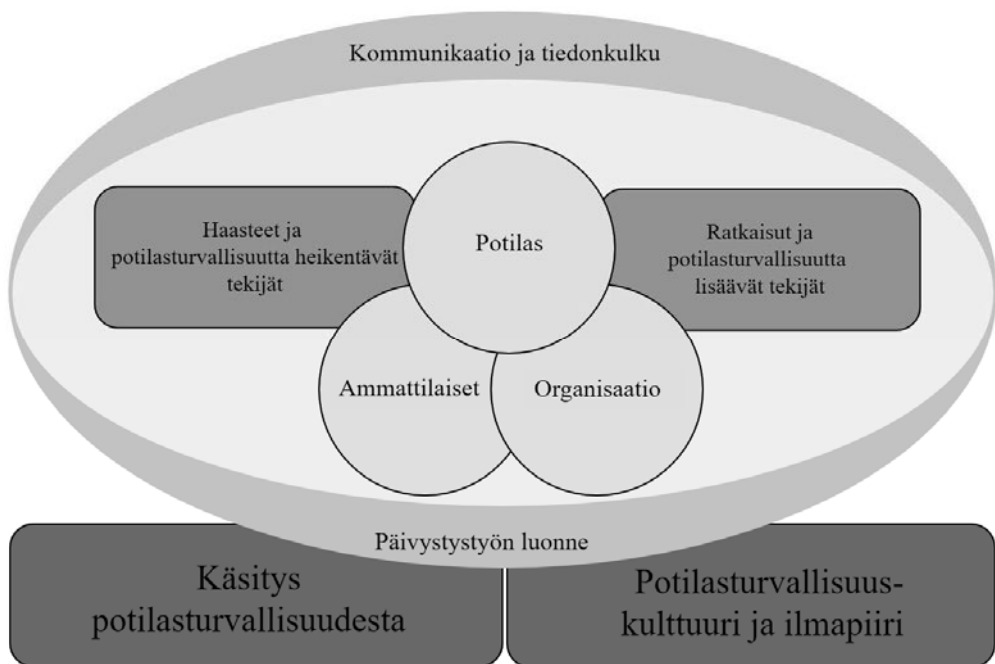 Kommunikaatio ja tiedonkulku
Potilas
Haasteet ja
potilasturvallisuutta heikentävät
tekijät
Ratkaisut ja
potilasturvallisuutta
lisäävät tekijät
Ammattilaiset
Organisaatio
Päivystystyön luonne
Käsitys
potilasturvallisuudesta
Potilasturvallisuus-
kulttuuri ja ilmapiiri